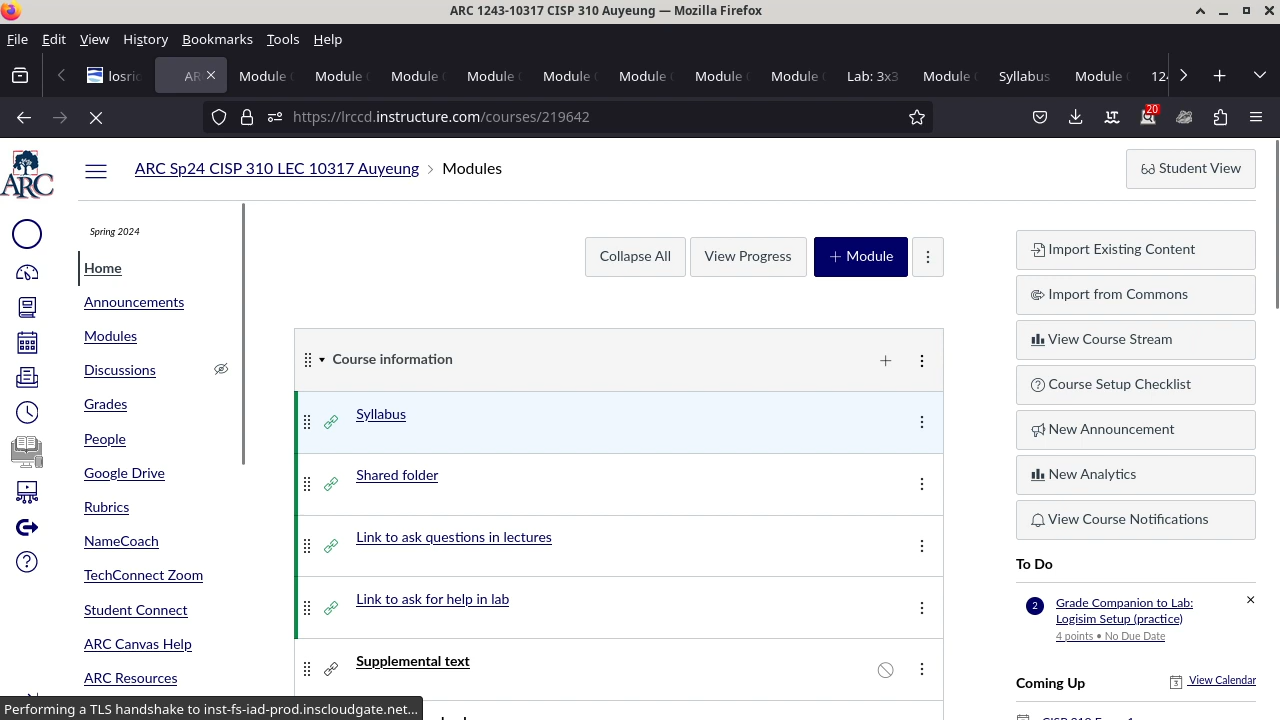 ARC 1243-10317 CISP 310 Auyeung — Mozilla Firefox
File Edit View History Bookmarks Tools Help
losric AR Module Module Module Module Module Module Module Module Lab: 3x3 Module Syllabus Module 124
https://lrccd.instructure.com/courses/219642
20
ARC
ARC Sp24 CISP 310 LEC 10317 Auyeung
Modules
Student View
Spring 2024
Home
Announcements
Modules
Discussions
Grades
People
Google Drive
Rubrics
NameCoach
TechConnect Zoom
Student Connect
ARC Canvas Help
ARC Resources
Collapse All
View Progress
+ Module
Course information
Syllabus
Shared folder
Link to ask questions in lectures
Link to ask for help in lab
Supplemental text
Import Existing Content
Import from Commons
View Course Stream
Course Setup Checklist
New Announcement
New Analytics
View Course Notifications
To Do
2
Grade Companion to Lab:
Logisim Setup (practice)
4 points • No Due Date
Coming Up
View Calendar
Performing a TLS handshake to inst-fs-iad-prod.inscloudgate.net…